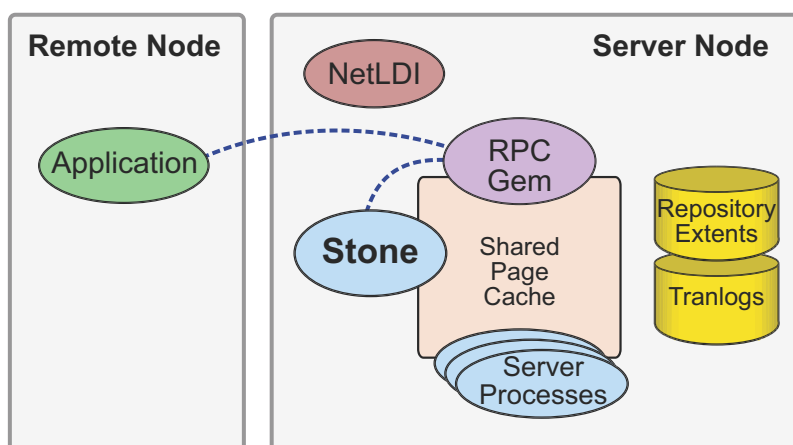 Remote Node
Server Node
NetLDI
Application
RPC
Gem
Stone
Shared
Page
Cache
Repository
Extents
Tranlogs
Server
Processes